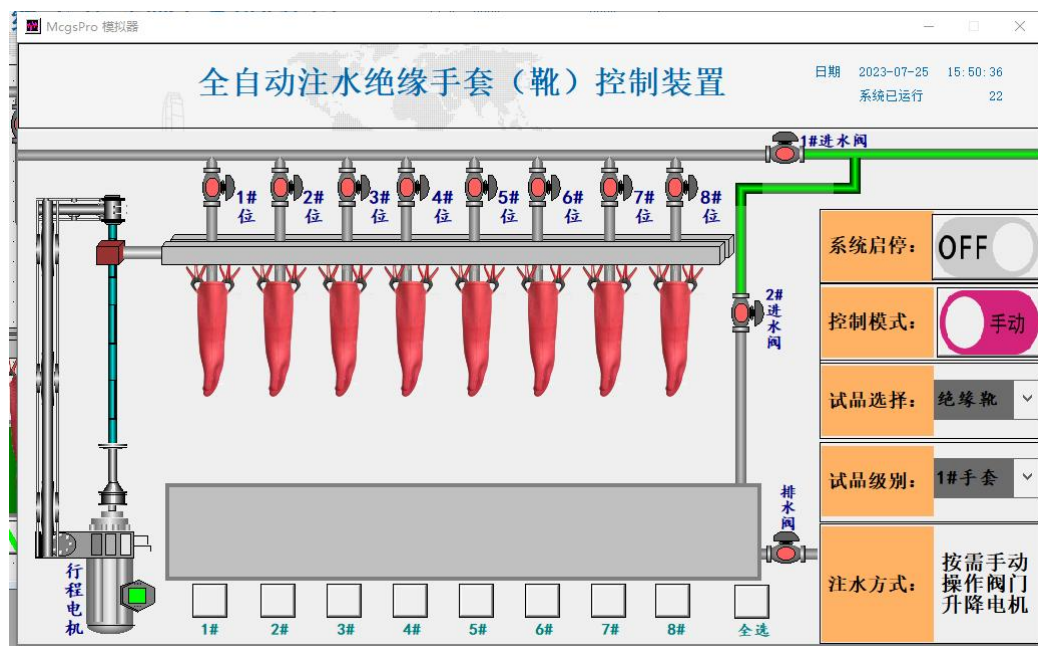 McgsPro 模拟器
全自动注水绝缘手套（靴）控制装置
日期 2023-07-25 15:50:36
系统已运行 22
1#进水阀
1#位
2#位
3#位
4#位
5#位
6#位
7#位
8#位
系统启停：
OFF
2#进水阀
控制模式：
手动
试品选择：
绝缘靴
试品级别：
1#手套
排水阀
注水方式：
按需手动
操作阀门
升降电机
行程电机
1# 2# 3# 4# 5# 6# 7# 8# 全选